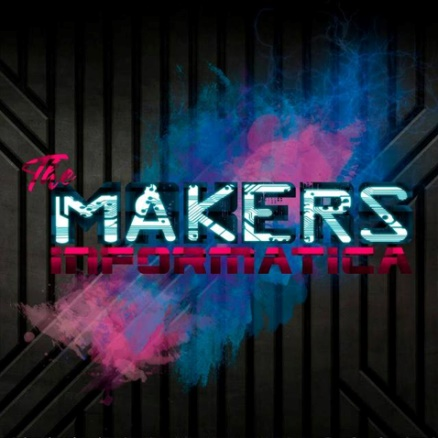 The
MAKERS
INFORMATICA